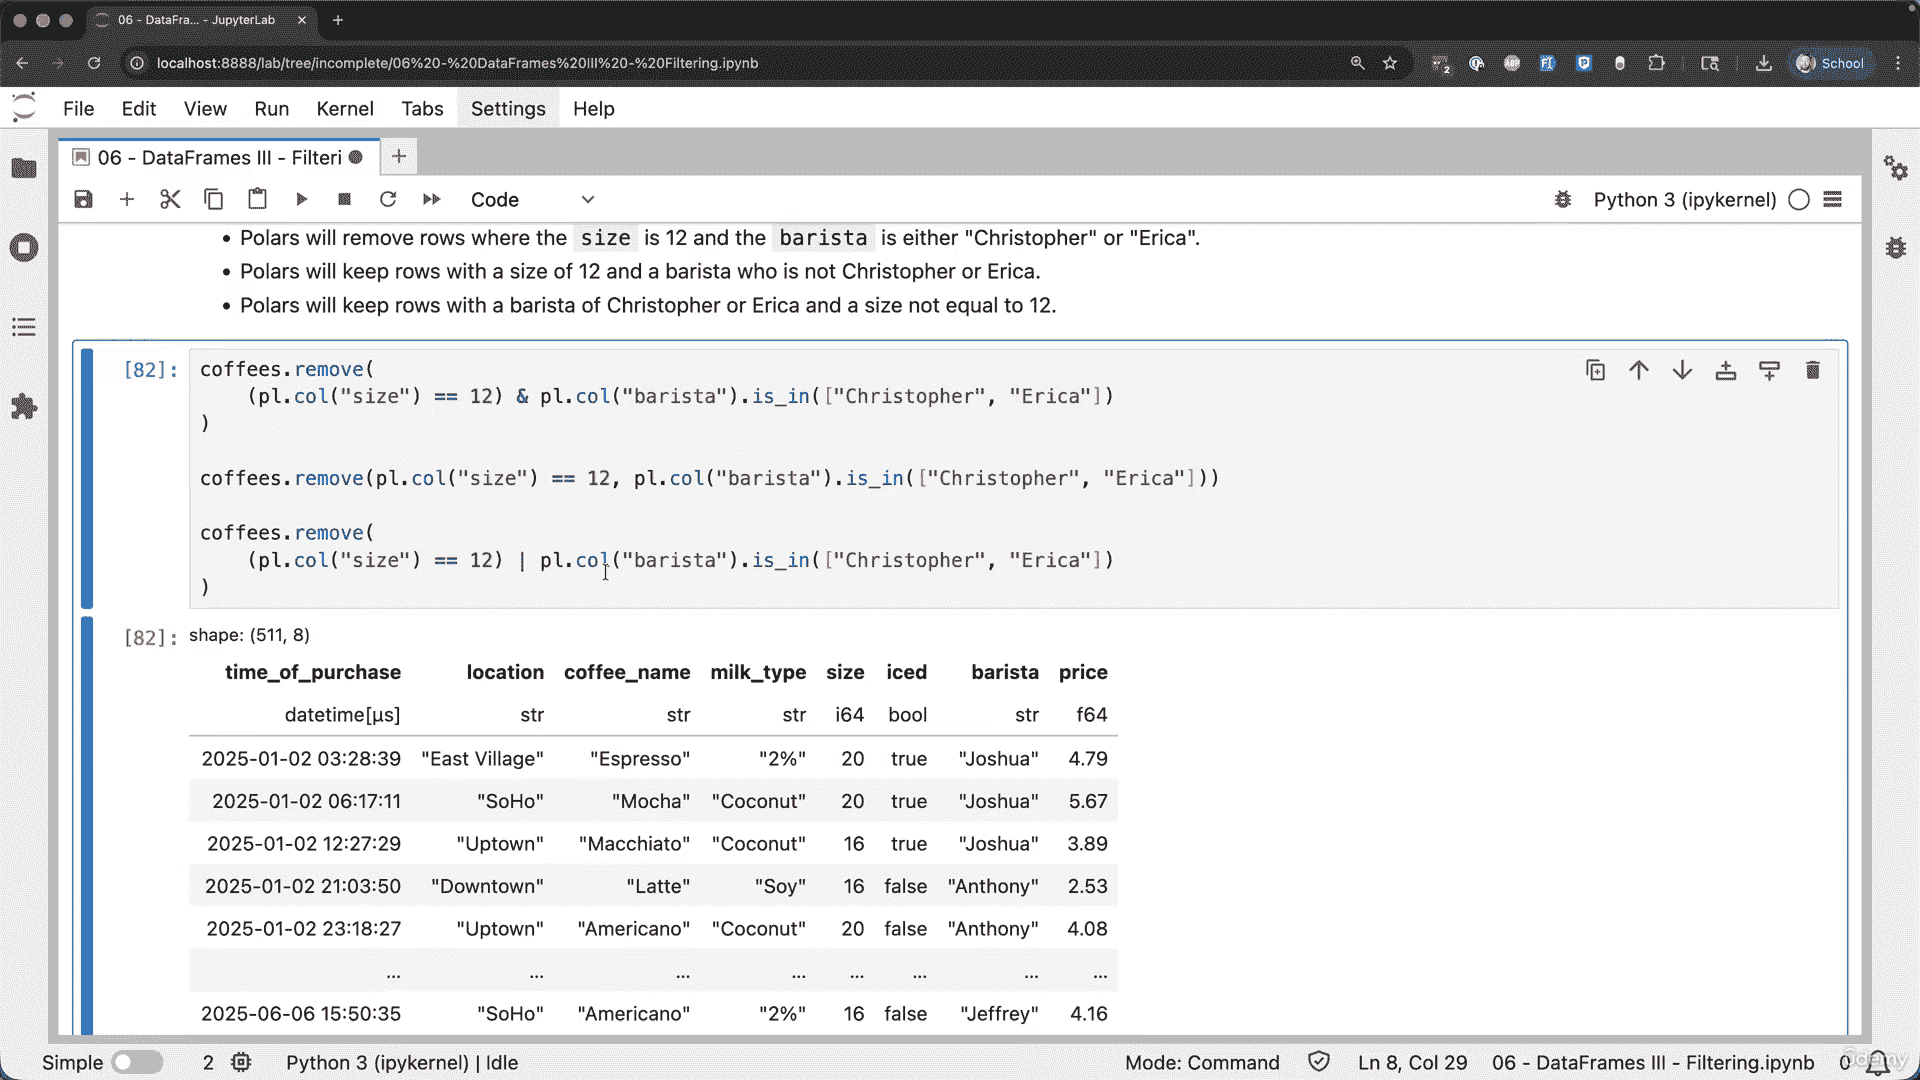 06 - DataFra... - JupyterLab
localhost:8888/lab/tree/incomplete/06%20-%20DataFrames%20III%20-%20Filtering.ipynb
2
ABP
School
File Edit View Run Kernel Tabs Settings Help
06 - DataFrames III - Filteri
Code
Python 3 (ipykernel)
• Polars will remove rows where the size is 12 and the barista is either "Christopher" or "Erica".
• Polars will keep rows with a size of 12 and a barista who is not Christopher or Erica.
• Polars will keep rows with a barista of Christopher or Erica and a size not equal to 12.
[82]: coffees.remove(
(pl.col("size") == 12) & pl.col("barista").is_in(["Christopher", "Erica"])
)
coffees.remove(pl.col("size") == 12, pl.col("barista").is_in(["Christopher", "Erica"]))
coffees.remove(
(pl.col("size") == 12) | pl.col("barista").is_in(["Christopher", "Erica"])
)
[82]: shape: (511, 8)
time_of_purchase location coffee_name milk_type size iced barista price
datetime[μs] str str str i64 bool str f64
2025-01-02 03:28:39 "East Village" "Espresso" "2%" 20 true "Joshua" 4.79
2025-01-02 06:17:11 "SoHo" "Mocha" "Coconut" 20 true "Joshua" 5.67
2025-01-02 12:27:29 "Uptown" "Macchiato" "Coconut" 16 true "Joshua" 3.89
2025-01-02 21:03:50 "Downtown" "Latte" "Soy" 16 false "Anthony" 2.53
2025-01-02 23:18:27 "Uptown" "Americano" "Coconut" 20 false "Anthony" 4.08
... ... ... ... ... ... ... ...
2025-06-06 15:50:35 "SoHo" "Americano" "2%" 16 false "Jeffrey" 4.16
Simple 2 Python 3 (ipykernel) | Idle Mode: Command Ln 8, Col 29 06 - DataFrames III - Filtering.ipynb 0
Udemy